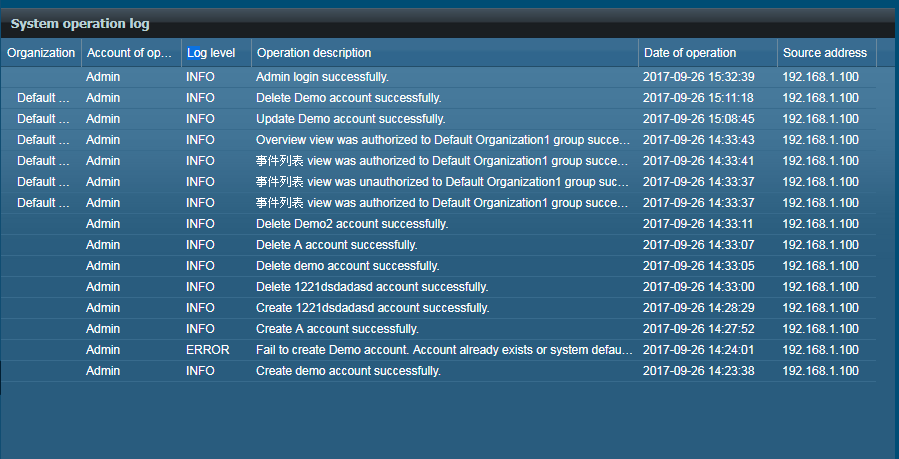 System operation log
Organization Account of op... Log level Operation description Date of operation Source address
Admin INFO Admin login successfully. 2017-09-26 15:32:39 192.168.1.100
Default ... Admin INFO Delete Demo account successfully. 2017-09-26 15:11:18 192.168.1.100
Default ... Admin INFO Update Demo account successfully. 2017-09-26 15:08:45 192.168.1.100
Default ... Admin INFO Overview view was authorized to Default Organization1 group succe... 2017-09-26 14:33:43 192.168.1.100
Default ... Admin INFO 事件列表 view was authorized to Default Organization1 group succe... 2017-09-26 14:33:41 192.168.1.100
Default ... Admin INFO 事件列表 view was unauthorized to Default Organization1 group suc... 2017-09-26 14:33:37 192.168.1.100
Default ... Admin INFO 事件列表 view was authorized to Default Organization1 group succe... 2017-09-26 14:33:37 192.168.1.100
Admin INFO Delete Demo2 account successfully. 2017-09-26 14:33:11 192.168.1.100
Admin INFO Delete A account successfully. 2017-09-26 14:33:07 192.168.1.100
Admin INFO Delete demo account successfully. 2017-09-26 14:33:05 192.168.1.100
Admin INFO Delete 1221dsdadasd account successfully. 2017-09-26 14:33:00 192.168.1.100
Admin INFO Create 1221dsdadasd account successfully. 2017-09-26 14:28:29 192.168.1.100
Admin INFO Create A account successfully. 2017-09-26 14:27:52 192.168.1.100
Admin ERROR Fail to create Demo account. Account already exists or system defau... 2017-09-26 14:24:01 192.168.1.100
Admin INFO Create demo account successfully. 2017-09-26 14:23:38 192.168.1.100